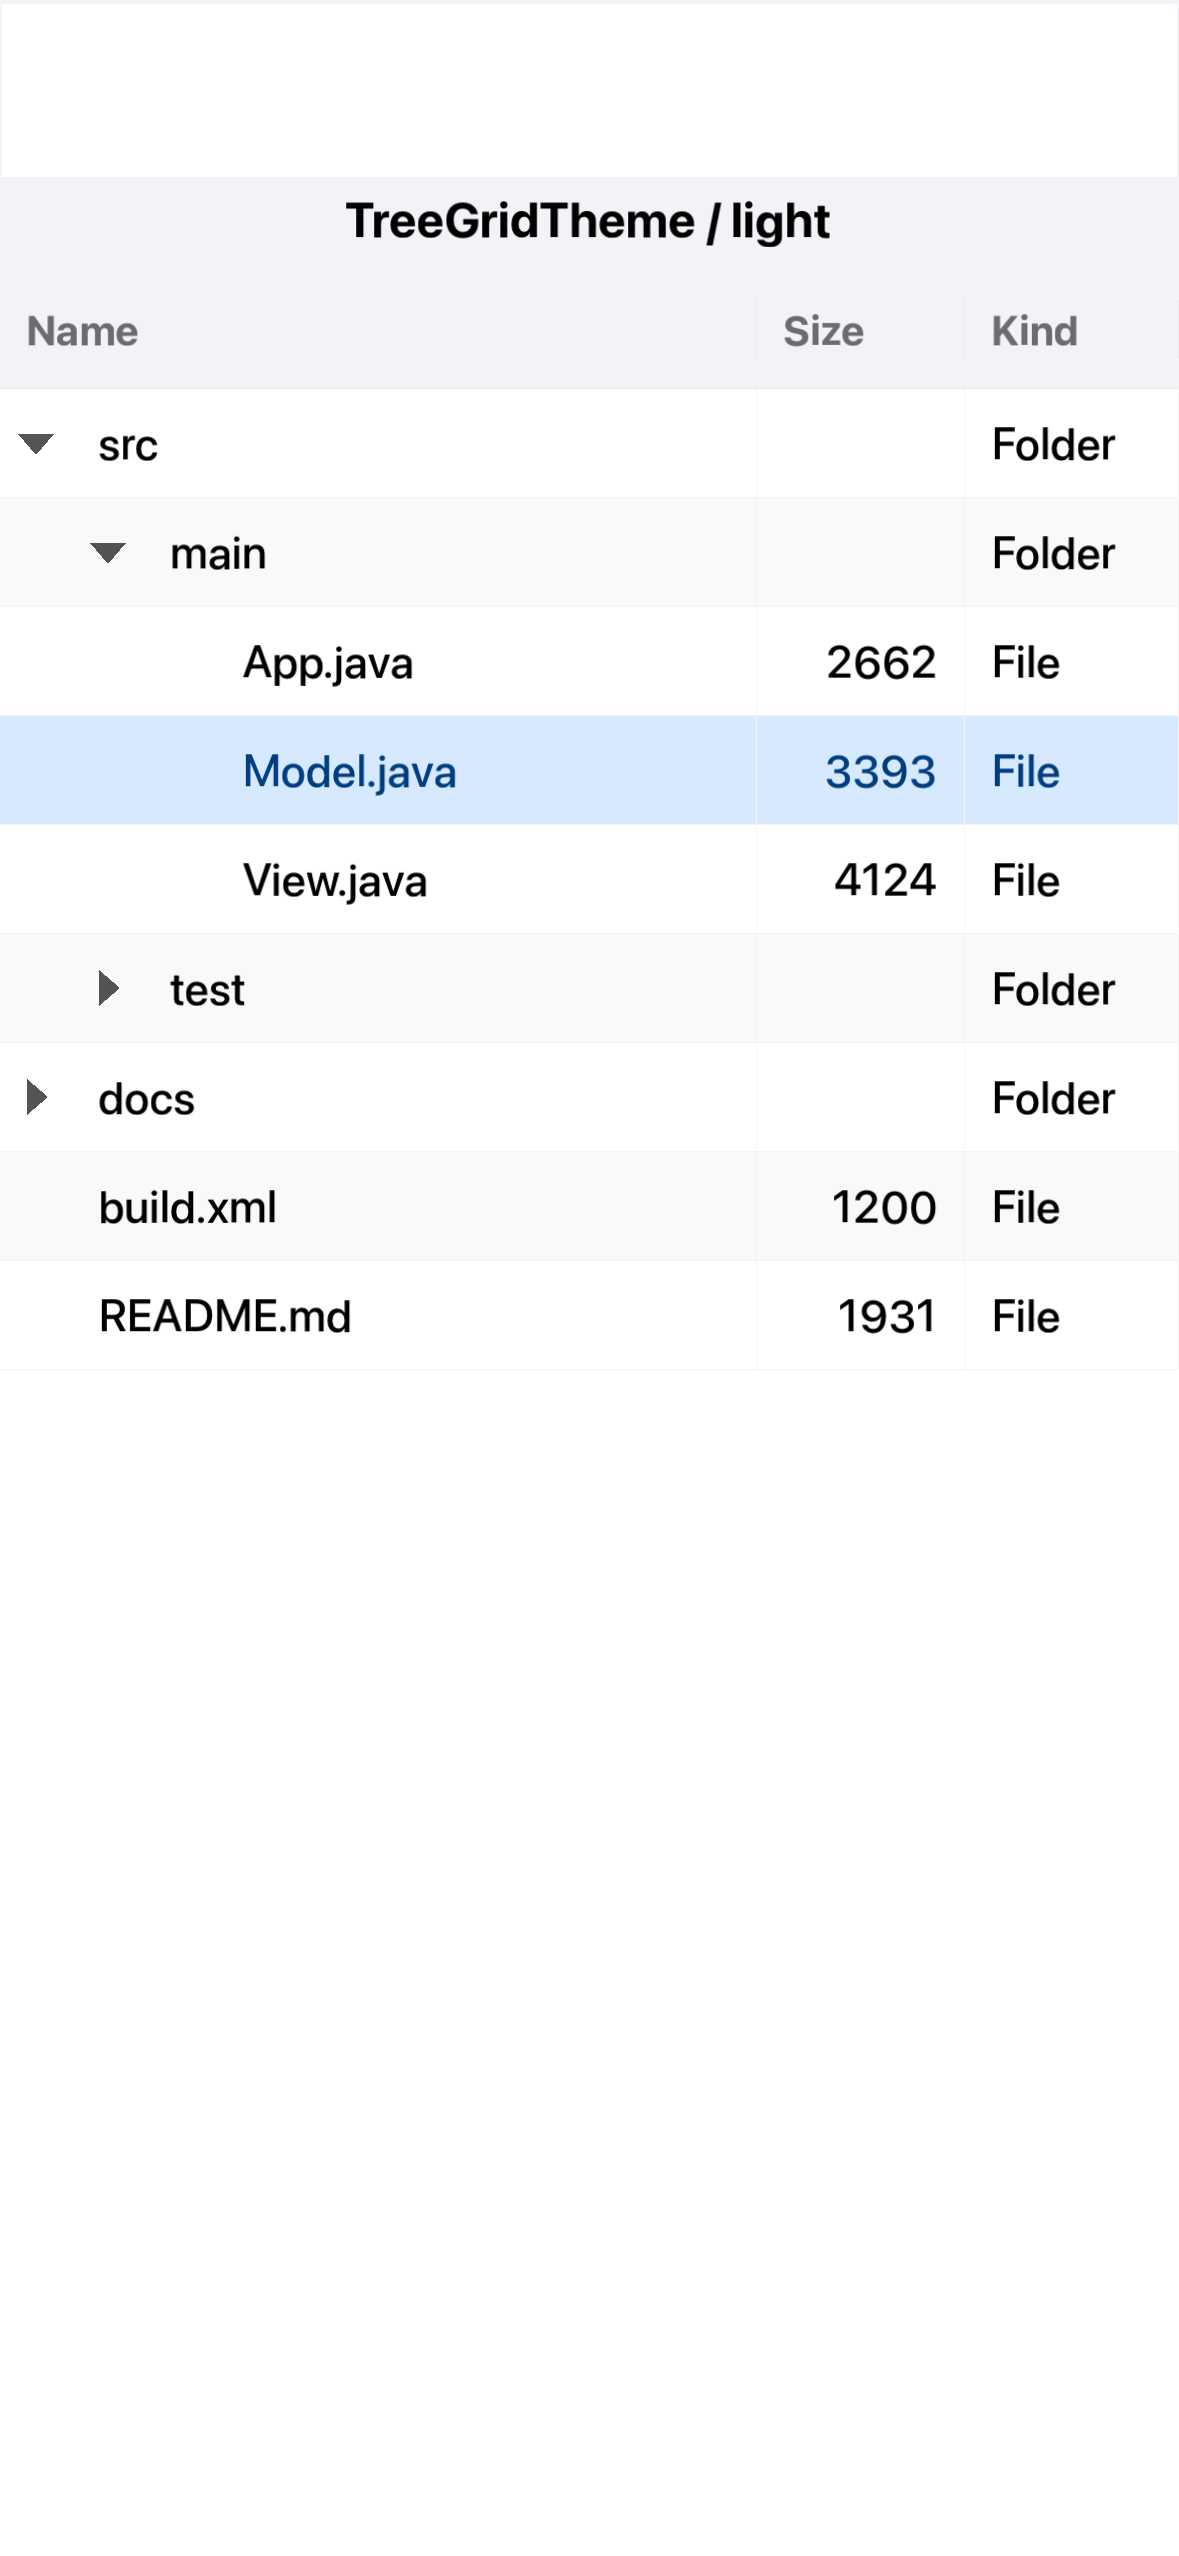 TreeGridTheme / light
Name Size Kind
src Folder
main Folder
App.java 2662 File
Model.java 3393 File
View.java 4124 File
test Folder
docs Folder
build.xml 1200 File
README.md 1931 File